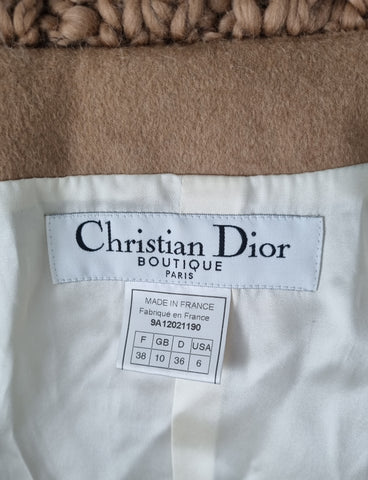 Christian Dior
BOUTIQUE
PARIS
MADE IN FRANCE
Fabriqué en France
9A12021190
F GB D USA
38 10 36 6